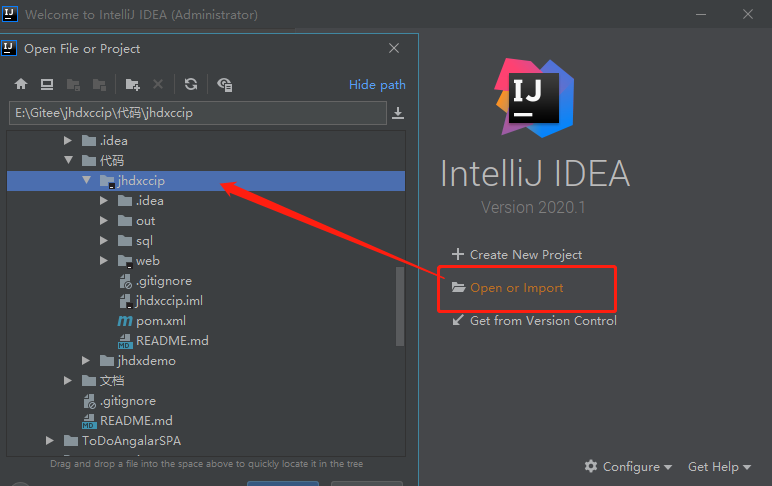 Welcome to IntelliJ IDEA (Administrator)
Open File or Project
Hide path
E:\Gitee\jhdxccip\代码\jhdxccip
.idea
代码
jhdxccip
.idea
out
sql
web
.gitignore
jhdxccip.iml
pom.xml
README.md
jhdxdemo
文档
.gitignore
README.md
ToDoAngalarSPA
Drag and drop a file into the space above to quickly locate it in the tree
IJ
IntelliJ IDEA
Version 2020.1
Create New Project
Open or Import
Get from Version Control
Configure
Get Help